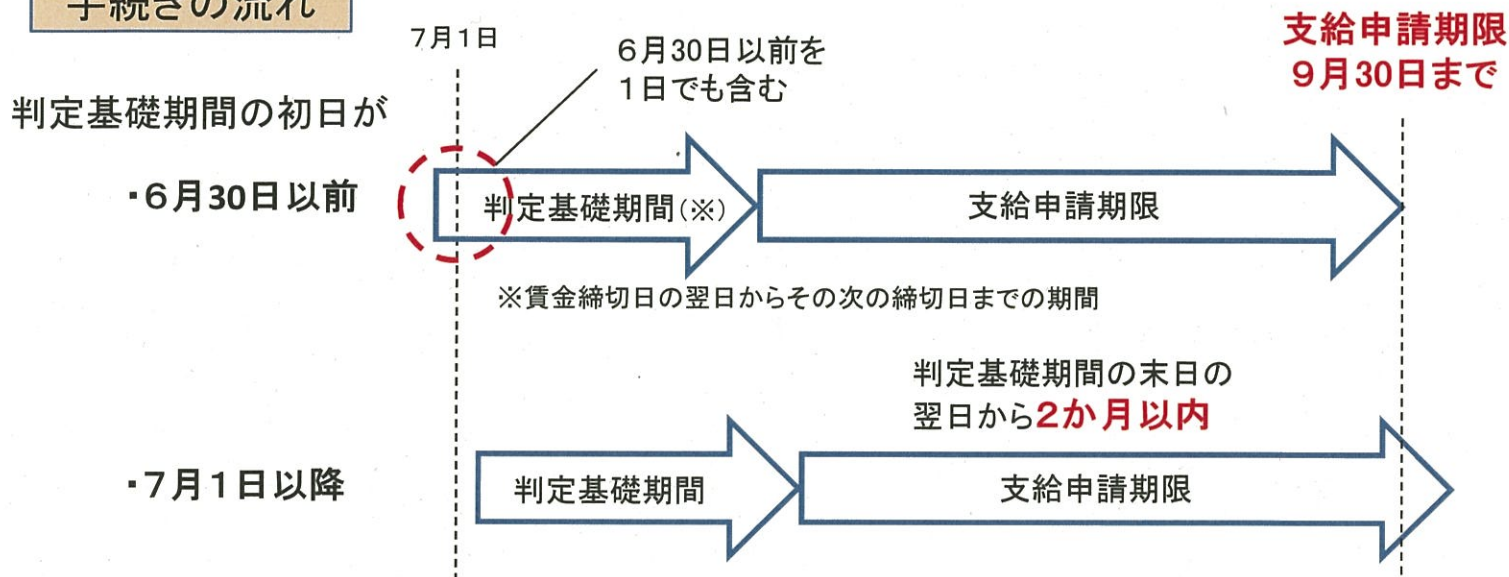 手続きの流れ
7月1日
6月30日以前を
1日でも含む
支給申請期限
9月30日まで
判定基礎期間の初日が
・6月30日以前
判定基礎期間(※)
支給申請期限
※賃金締切日の翌日からその次の締切日までの期間
判定基礎期間の末日の
翌日から2か月以内
・7月1日以降
判定基礎期間
支給申請期限